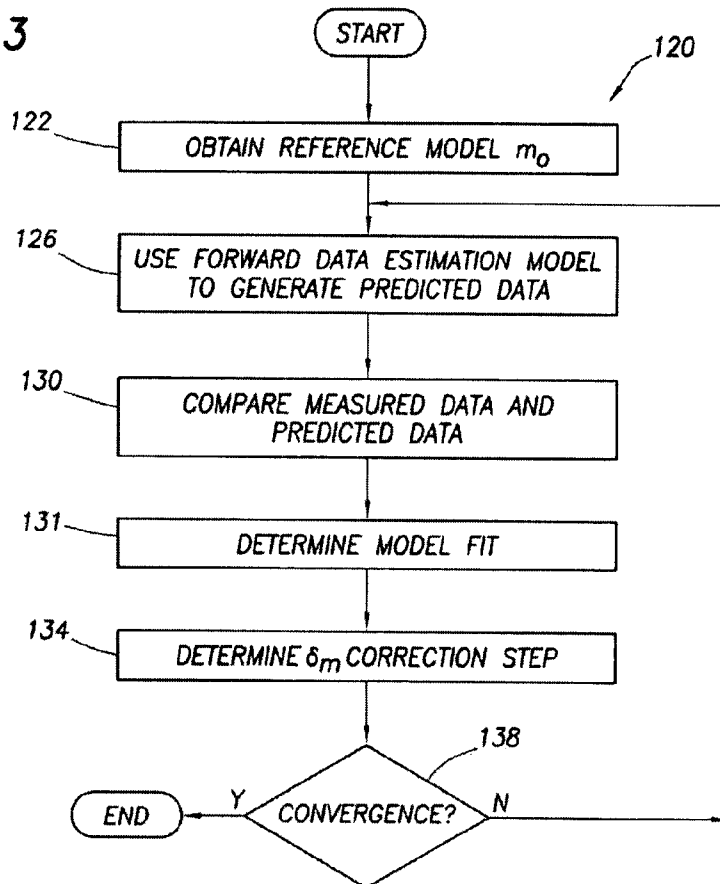 3
START
120
122
OBTAIN REFERENCE MODEL m₀
126
USE FORWARD DATA ESTIMATION MODEL
TO GENERATE PREDICTED DATA
130
COMPARE MEASURED DATA AND
PREDICTED DATA
131
DETERMINE MODEL FIT
134
DETERMINE δm CORRECTION STEP
138
END
Y
CONVERGENCE?
N